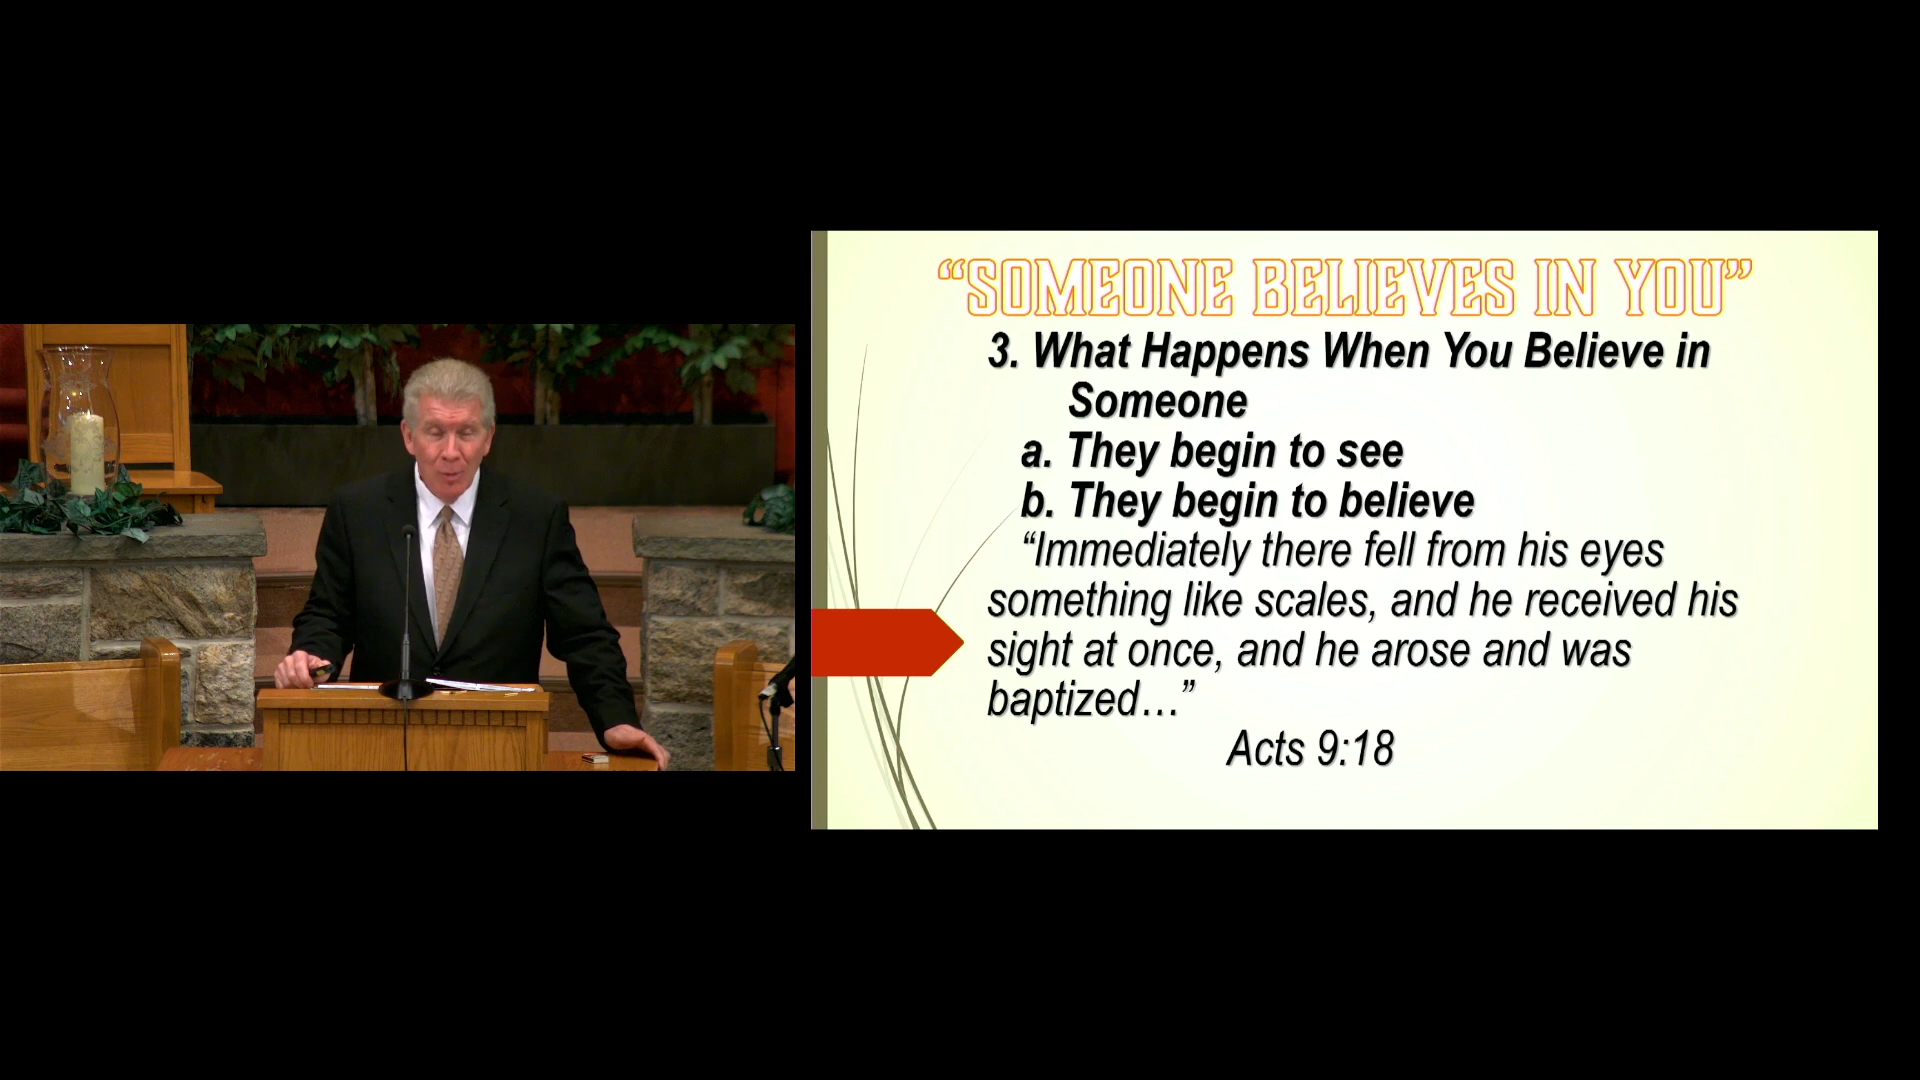 “SOMEONE BELIEVES IN YOU”
3. What Happens When You Believe in
Someone
a. They begin to see
b. They begin to believe
“Immediately there fell from his eyes
something like scales, and he received his
sight at once, and he arose and was
baptized…”
Acts 9:18